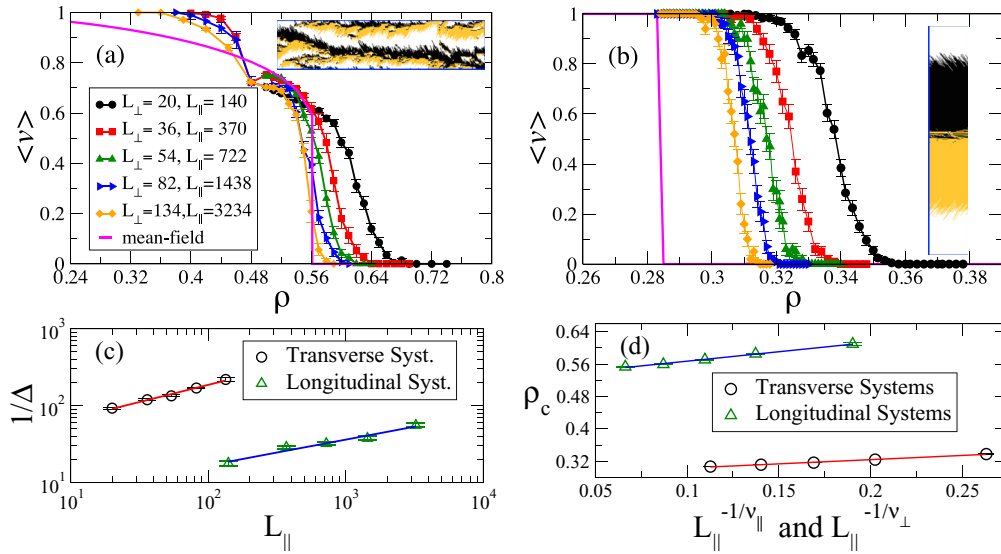 1
0.8
0.6
0.4
0.2
0
<v>
(a)
L⊥= 20, L∥= 140
L⊥= 36, L∥= 370
L⊥= 54, L∥= 722
L⊥= 82, L∥=1438
L⊥=134,L∥=3234
mean-field
0.24 0.32 0.4 0.48 0.56 0.64 0.72 0.8
ρ
1
0.8
0.6
0.4
0.2
0
<v>
(b)
0.26 0.28 0.3 0.32 0.34 0.36 0.38
ρ
10³
10²
10¹
1/Δ
(c)
Transverse Syst.
Longitudinal Syst.
10¹ 10² 10³ 10⁴
L∥
0.64
0.56
0.48
0.4
0.32
ρc
(d)
Transverse Systems
Longitudinal Systems
0.05 0.1 0.15 0.2 0.25
L∥^-1/ν∥ and L∥^-1/ν⊥